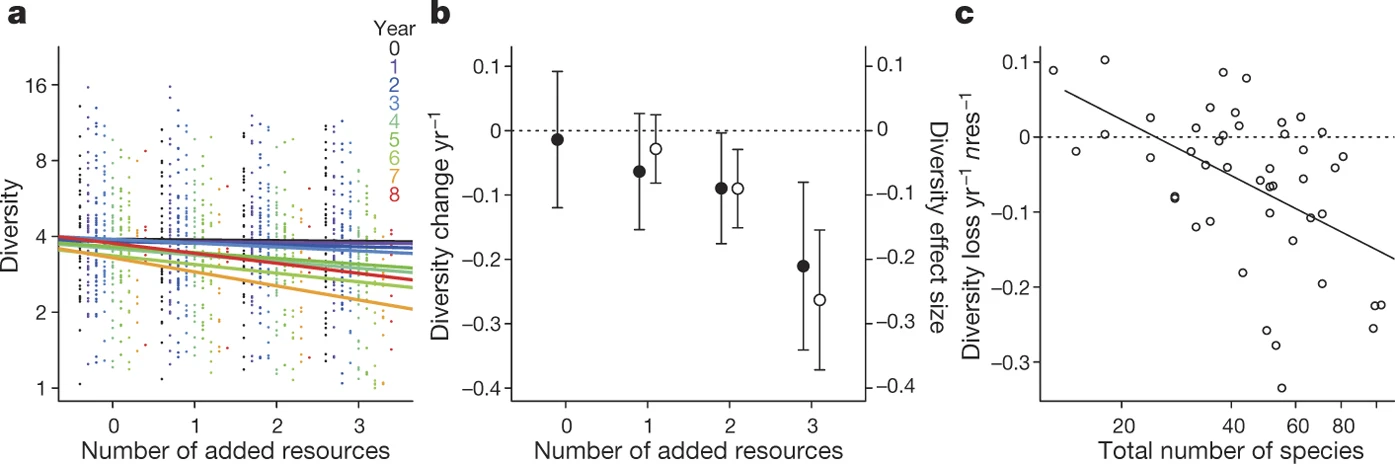 a
Year
0
1
2
3
4
5
6
7
8
16
8
4
2
1
Diversity
0 1 2 3
Number of added resources
b
0.1
0
−0.1
−0.2
−0.3
−0.4
Diversity change yr−1
0.1
0
−0.1
−0.2
−0.3
−0.4
Diversity effect size
0 1 2 3
Number of added resources
c
0.1
0
−0.1
−0.2
−0.3
Diversity loss yr−1 nres−1
20 40 60 80
Total number of species